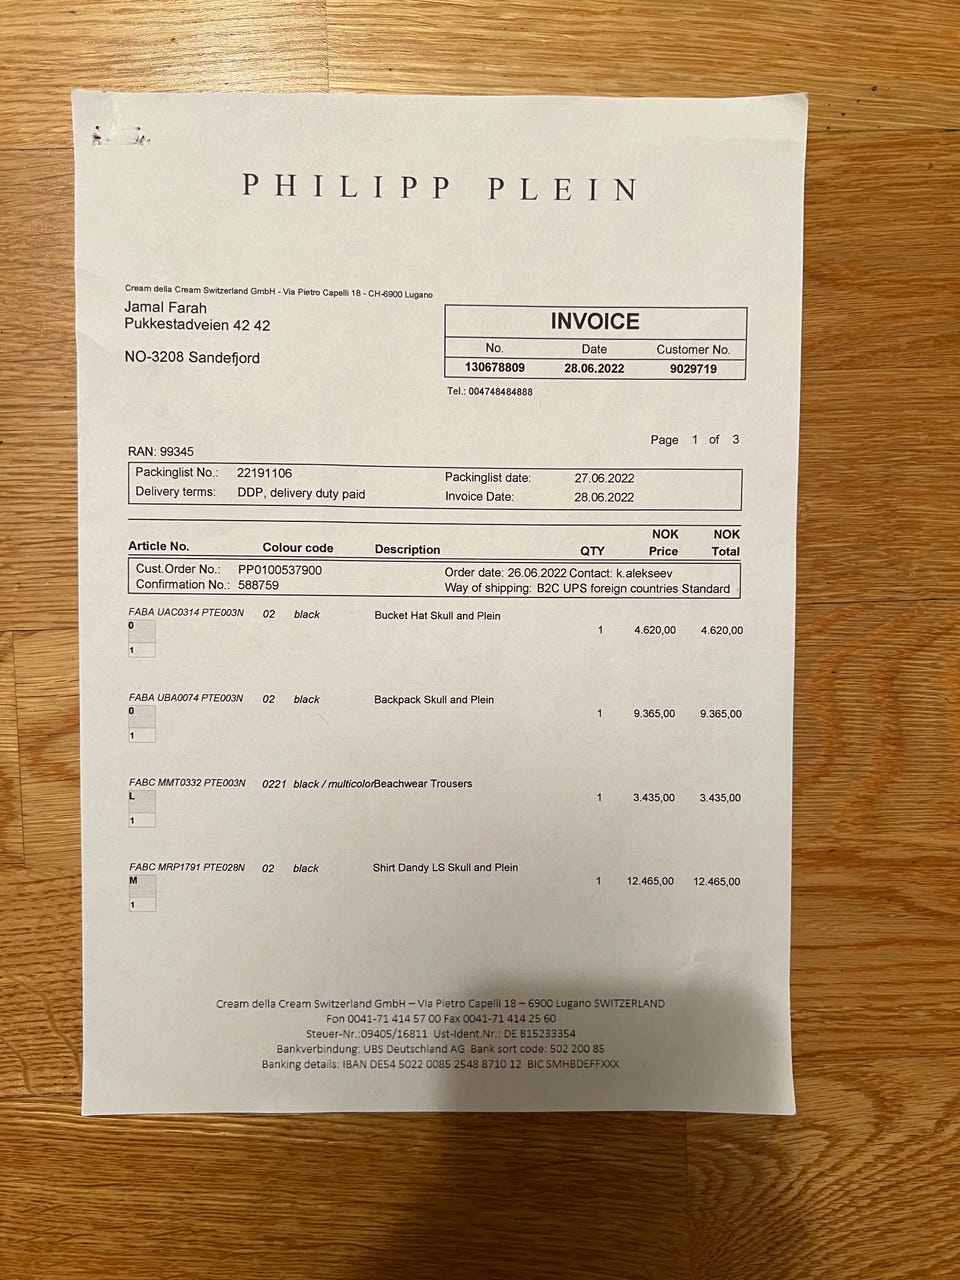 PHILIPP PLEIN
Cream della Cream Switzerland GmbH - Via Pietro Capelli 18 - CH-6900 Lugano
Jamal Farah
Pukkestadveien 42 42
NO-3208 Sandefjord
INVOICE
No. Date Customer No.
130678809 28.06.2022 9029719
Tel.: 004748484888
Page 1 of 3
RAN: 99345
Packinglist No.: 22191106 Packinglist date: 27.06.2022
Delivery terms: DDP, delivery duty paid Invoice Date: 28.06.2022
NOK NOK
Article No. Colour code Description QTY Price Total
Cust.Order No.: PP0100537900 Order date: 26.06.2022 Contact: k.alekseev
Confirmation No.: 588759 Way of shipping: B2C UPS foreign countries Standard
FABA UAC0314 PTE003N 02 black Bucket Hat Skull and Plein
0
1 4.620,00 4.620,00
1
FABA UBA0074 PTE003N 02 black Backpack Skull and Plein
0
1 9.365,00 9.365,00
1
FABC MMT0332 PTE003N 0221 black / multicolorBeachwear Trousers
L
1 3.435,00 3.435,00
1
FABC MRP1791 PTE028N 02 black Shirt Dandy LS Skull and Plein
M
1 12.465,00 12.465,00
1
Cream della Cream Switzerland GmbH – Via Pietro Capelli 18 – 6900 Lugano SWITZERLAND
Fon 0041-71 414 57 00 Fax 0041-71 414 25 60
Steuer-Nr.:09405/16811 Ust-Ident.Nr.: DE 815233354
Bankverbindung: UBS Deutschland AG Bank sort code: 502 200 85
Banking details: IBAN DE54 5022 0085 2548 8710 12 BIC SMHBDEFFXXX